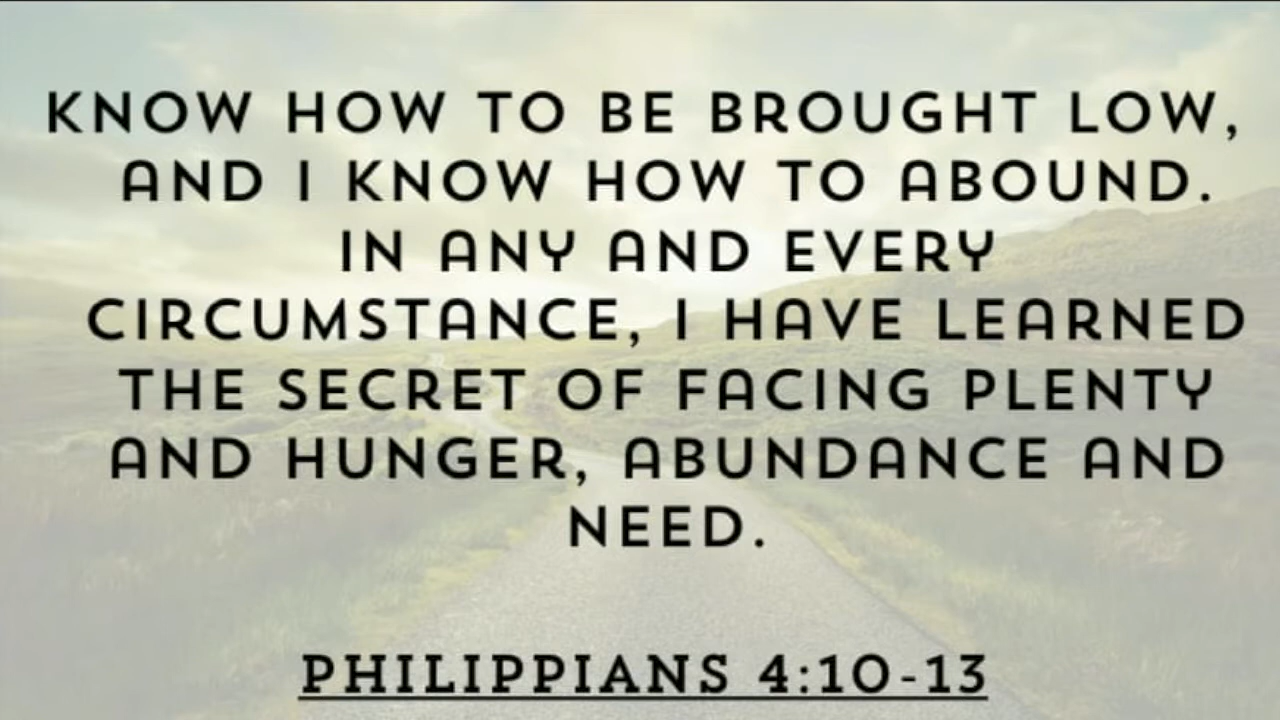 KNOW HOW TO BE BROUGHT LOW,
AND I KNOW HOW TO ABOUND.
IN ANY AND EVERY
CIRCUMSTANCE, I HAVE LEARNED
THE SECRET OF FACING PLENTY
AND HUNGER, ABUNDANCE AND
NEED.
PHILIPPIANS 4:10-13